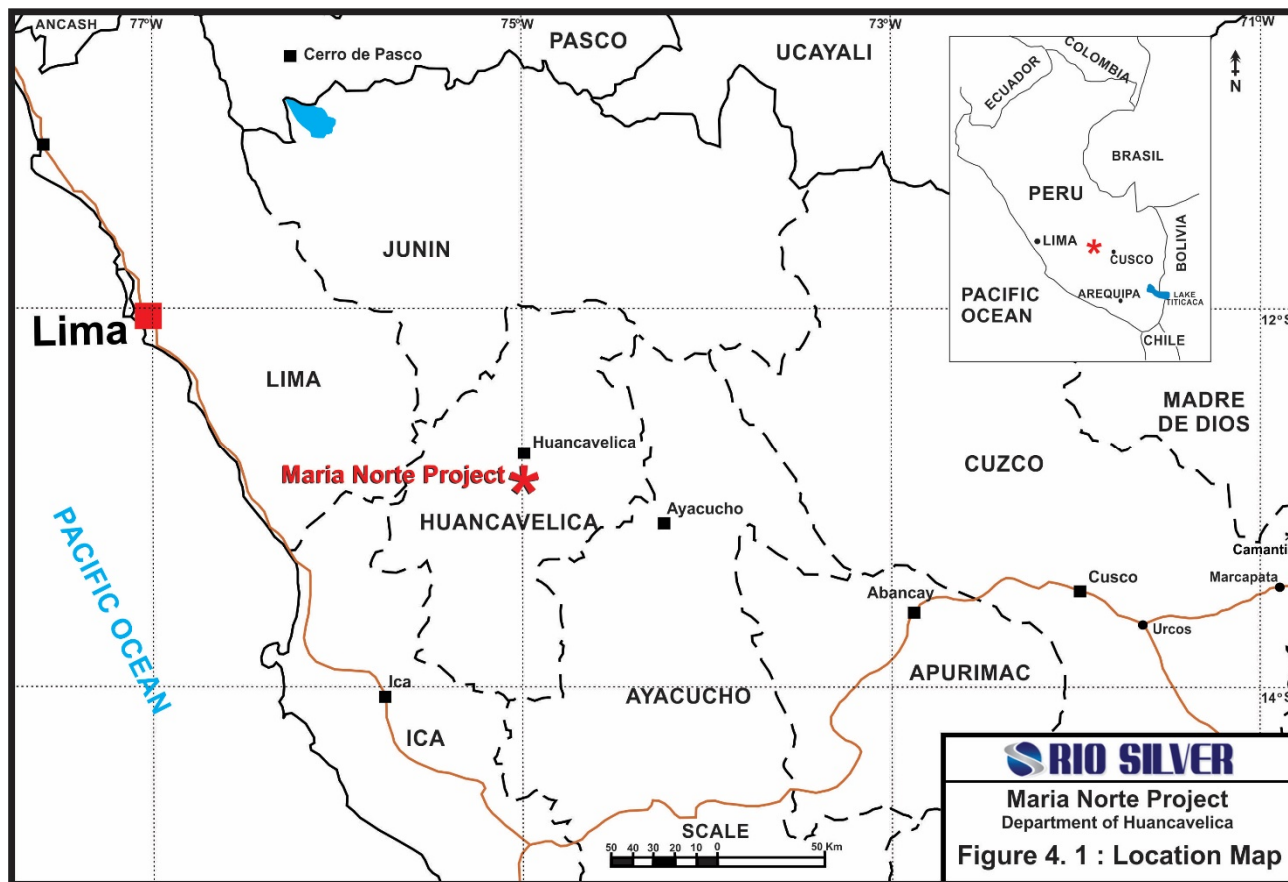 ANCASH
77°W
75°W
73°W
71°W
Cerro de Pasco
PASCO
UCAYALI
ECUADOR
COLOMBIA
BRASIL
PERU
BOLIVIA
LIMA
CUSCO
AREQUIPA
LAKE
TITICACA
PACIFIC
OCEAN
CHILE
N
JUNIN
12°S
Lima
LIMA
MADRE
DE DIOS
Huancavelica
CUZCO
Maria Norte Project
HUANCAVELICA
Ayacucho
PACIFIC OCEAN
Camanti
Cusco
Marcapata
Abancay
Urcos
Ica
APURIMAC
14°S
AYACUCHO
ICA
RIO SILVER
Maria Norte Project
Department of Huancavelica
Figure 4. 1 : Location Map
SCALE
50 40 30 20 10 0 50 Km